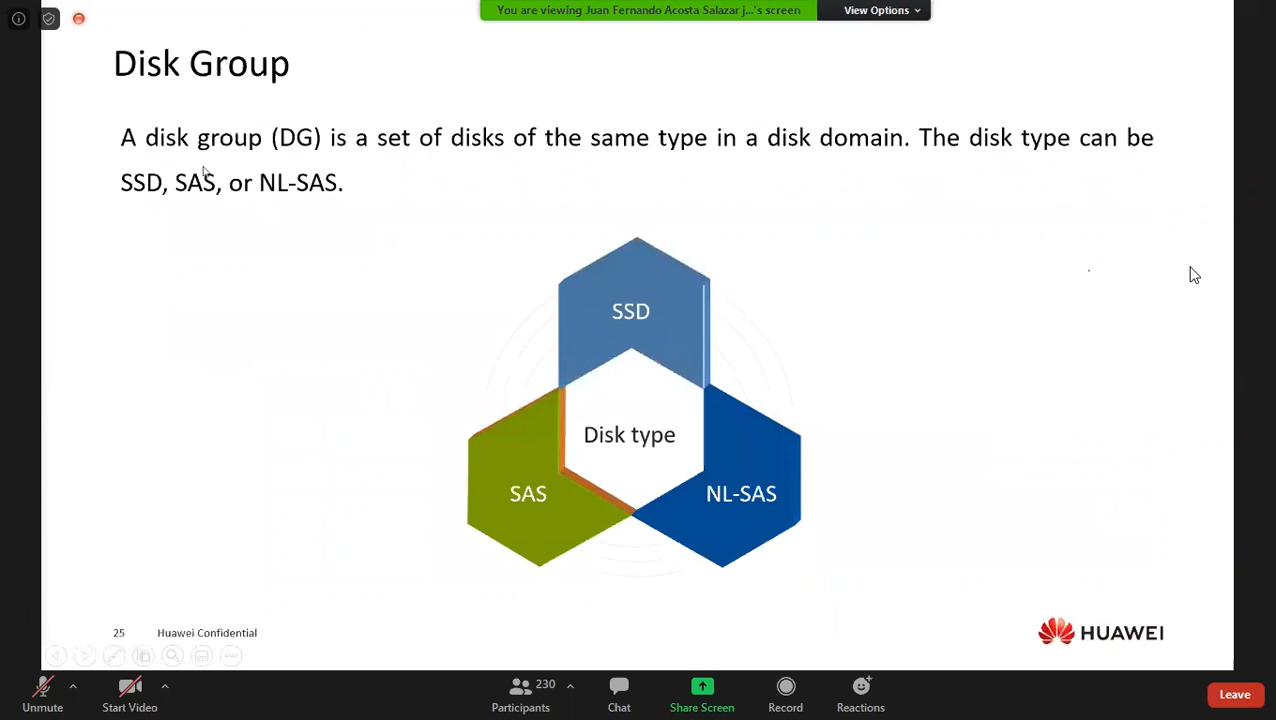 You are viewing Juan Fernando Acosta Salazar j...'s screen
View Options
Disk Group
A disk group (DG) is a set of disks of the same type in a disk domain. The disk type can be
SSD, SAS, or NL-SAS.
SSD
Disk type
SAS
NL-SAS
25
Huawei Confidential
HUAWEI
Unmute
Start Video
230
Participants
Chat
Share Screen
Record
Reactions
Leave